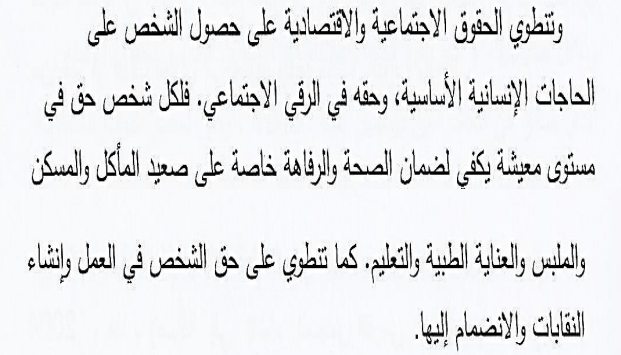 وتنطوي الحقوق الاجتماعية والاقتصادية على حصول الشخص على
الحاجات الإنسانية الأساسية، وحقه في الرقي الاجتماعي. فلكل شخص حق في
مستوى معيشة يكفي لضمان الصحة والرفاهة خاصة على صعيد المأكل والمسكن
والملبس والعناية الطبية والتعليم. كما تنطوي على حق الشخص في العمل وإنشاء
النقابات والانضمام إليها.